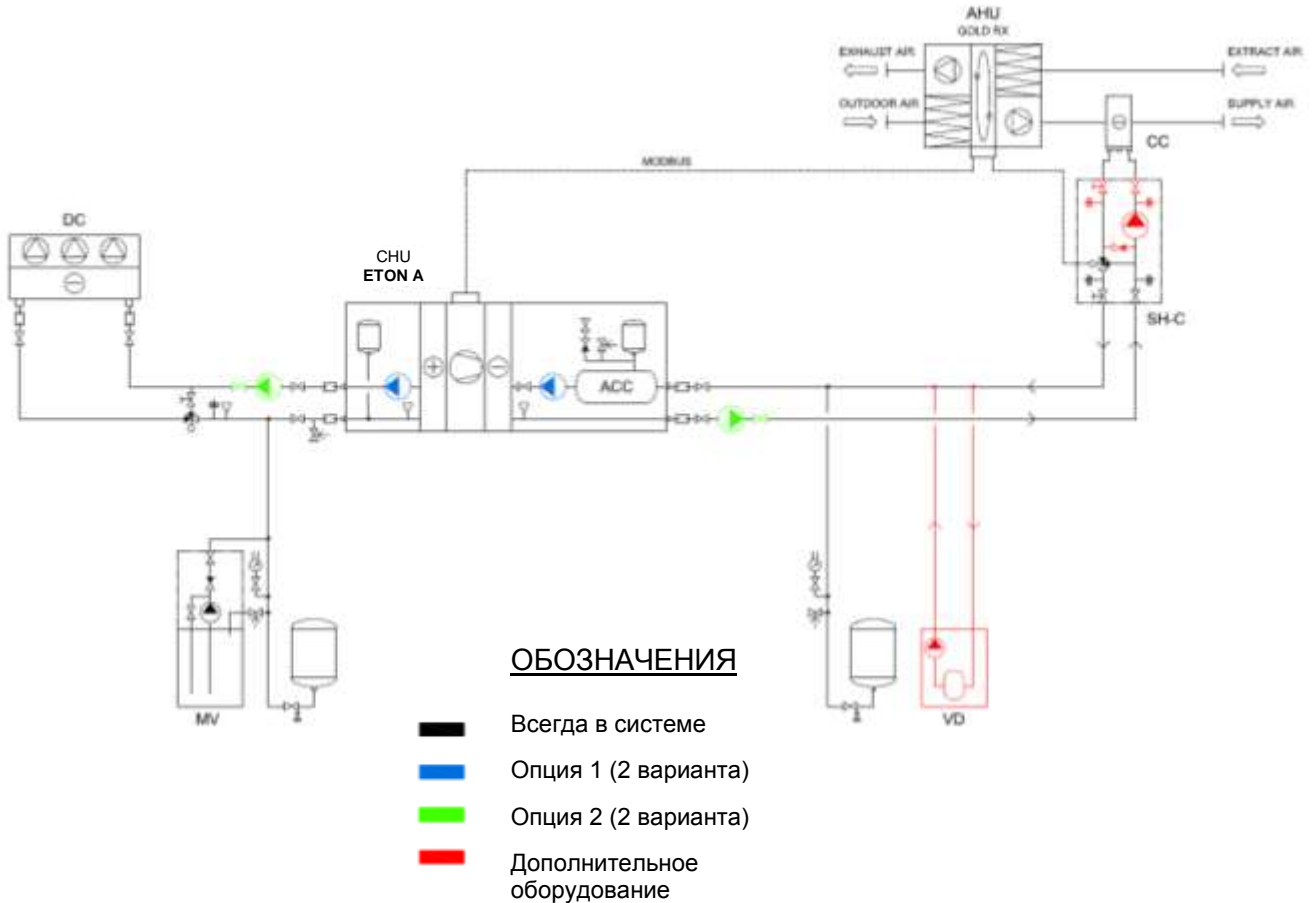 AHU
GOLD RX
EXHAUST AIR
EXTRACT AIR
OUTDOOR AIR
SUPPLY AIR
CC
MODBUS
DC
CHU
ETON A
SH-C
ACC
MV
VD
ОБОЗНАЧЕНИЯ
Всегда в системе
Опция 1 (2 варианта)
Опция 2 (2 варианта)
Дополнительное
оборудование